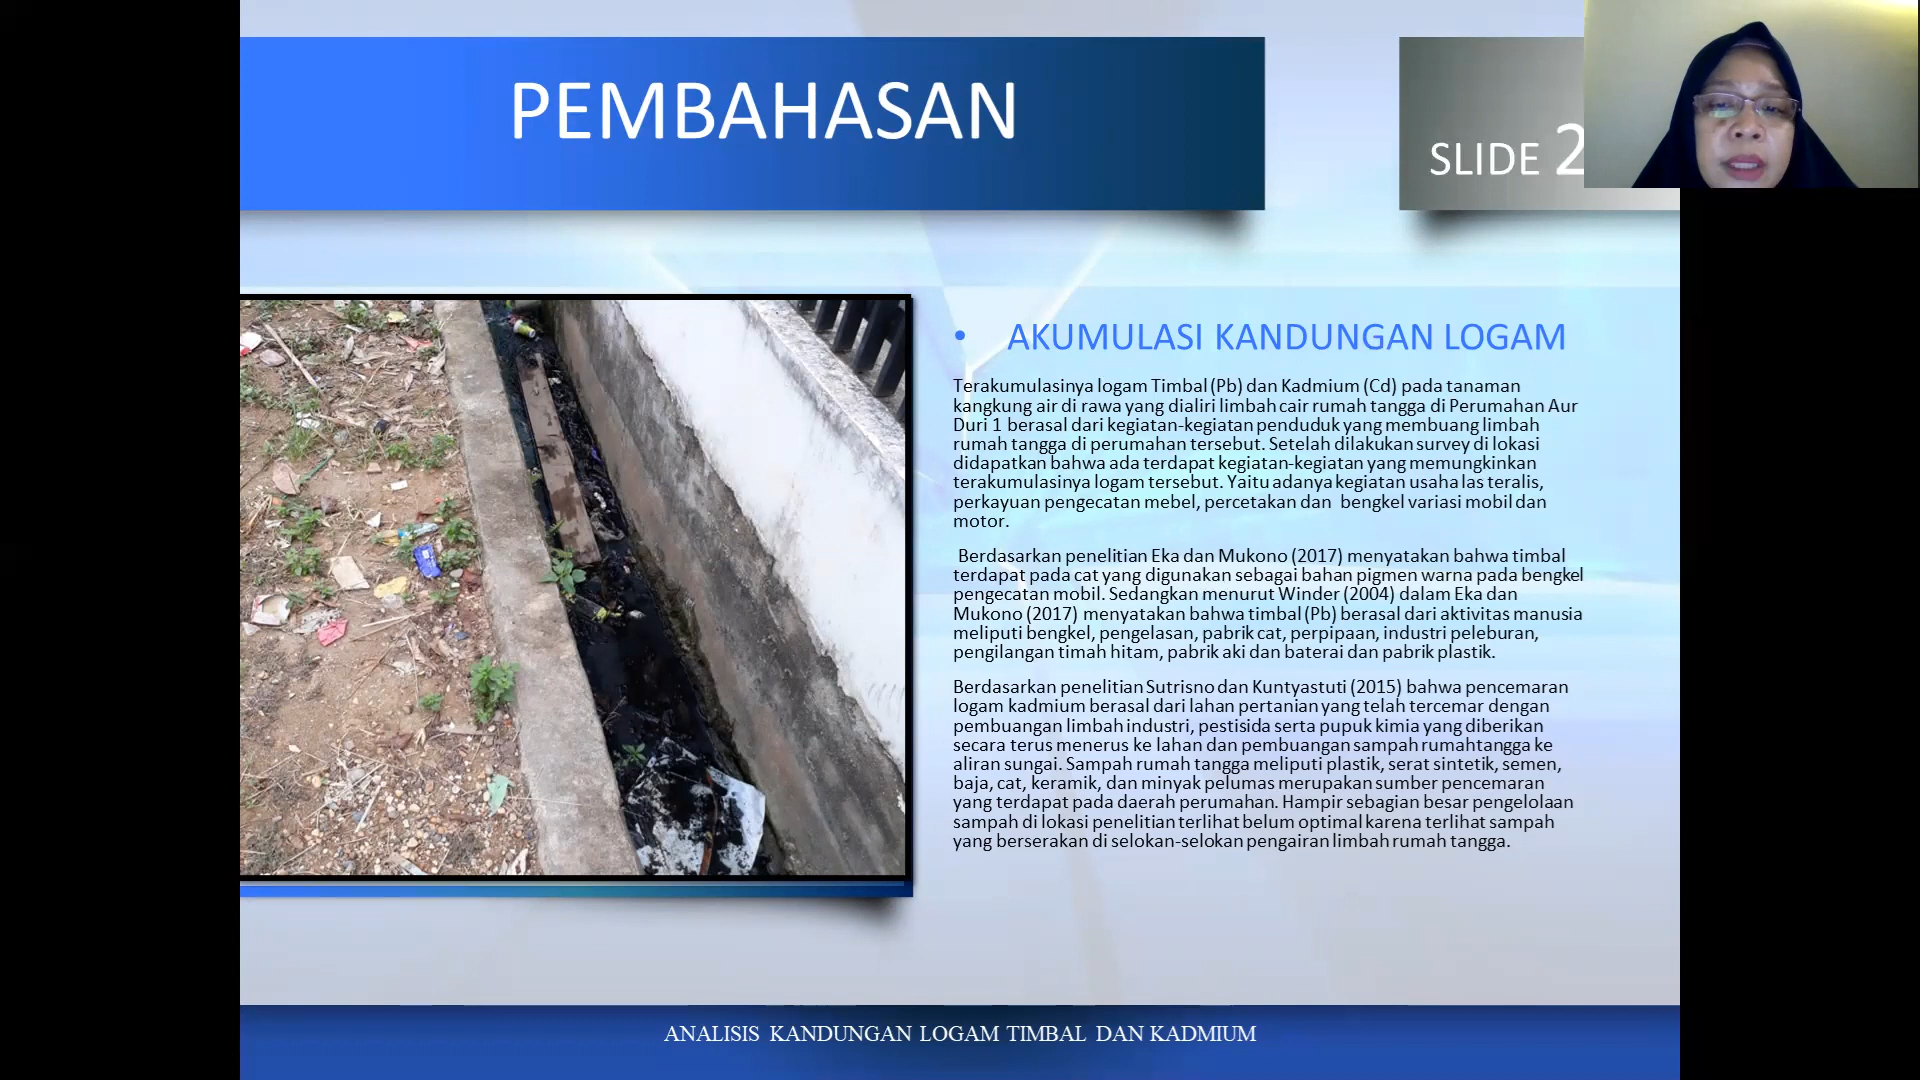 PEMBAHASAN
SLIDE 2
• AKUMULASI KANDUNGAN LOGAM
Terakumulasinya logam Timbal (Pb) dan Kadmium (Cd) pada tanaman
kangkung air di rawa yang dialiri limbah cair rumah tangga di Perumahan Aur
Duri 1 berasal dari kegiatan-kegiatan penduduk yang membuang limbah
rumah tangga di perumahan tersebut. Setelah dilakukan survey di lokasi
didapatkan bahwa ada terdapat kegiatan-kegiatan yang memungkinkan
terakumulasinya logam tersebut. Yaitu adanya kegiatan usaha las teralis,
perkayuan pengecatan mebel, percetakan dan bengkel variasi mobil dan
motor.
Berdasarkan penelitian Eka dan Mukono (2017) menyatakan bahwa timbal
terdapat pada cat yang digunakan sebagai bahan pigmen warna pada bengkel
pengecatan mobil. Sedangkan menurut Winder (2004) dalam Eka dan
Mukono (2017) menyatakan bahwa timbal (Pb) berasal dari aktivitas manusia
meliputi bengkel, pengelasan, pabrik cat, perpipaan, industri peleburan,
pengilangan timah hitam, pabrik aki dan baterai dan pabrik plastik.
Berdasarkan penelitian Sutrisno dan Kuntyastuti (2015) bahwa pencemaran
logam kadmium berasal dari lahan pertanian yang telah tercemar dengan
pembuangan limbah industri, pestisida serta pupuk kimia yang diberikan
secara terus menerus ke lahan dan pembuangan sampah rumahtangga ke
aliran sungai. Sampah rumah tangga meliputi plastik, serat sintetik, semen,
baja, cat, keramik, dan minyak pelumas merupakan sumber pencemaran
yang terdapat pada daerah perumahan. Hampir sebagian besar pengelolaan
sampah di lokasi penelitian terlihat belum optimal karena terlihat sampah
yang berserakan di selokan-selokan pengairan limbah rumah tangga.
ANALISIS KANDUNGAN LOGAM TIMBAL DAN KADMIUM